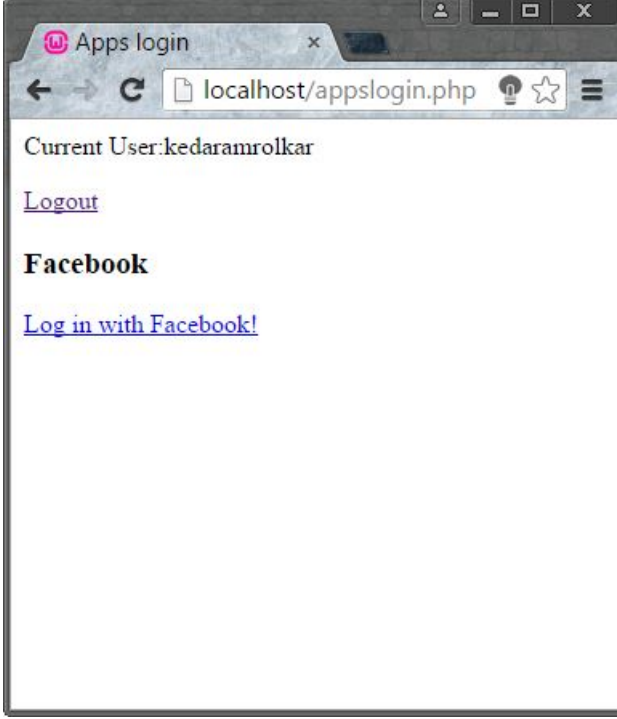 Apps login
localhost/appslogin.php
Current User:kedaramrolkar
Logout
Facebook
Log in with Facebook!